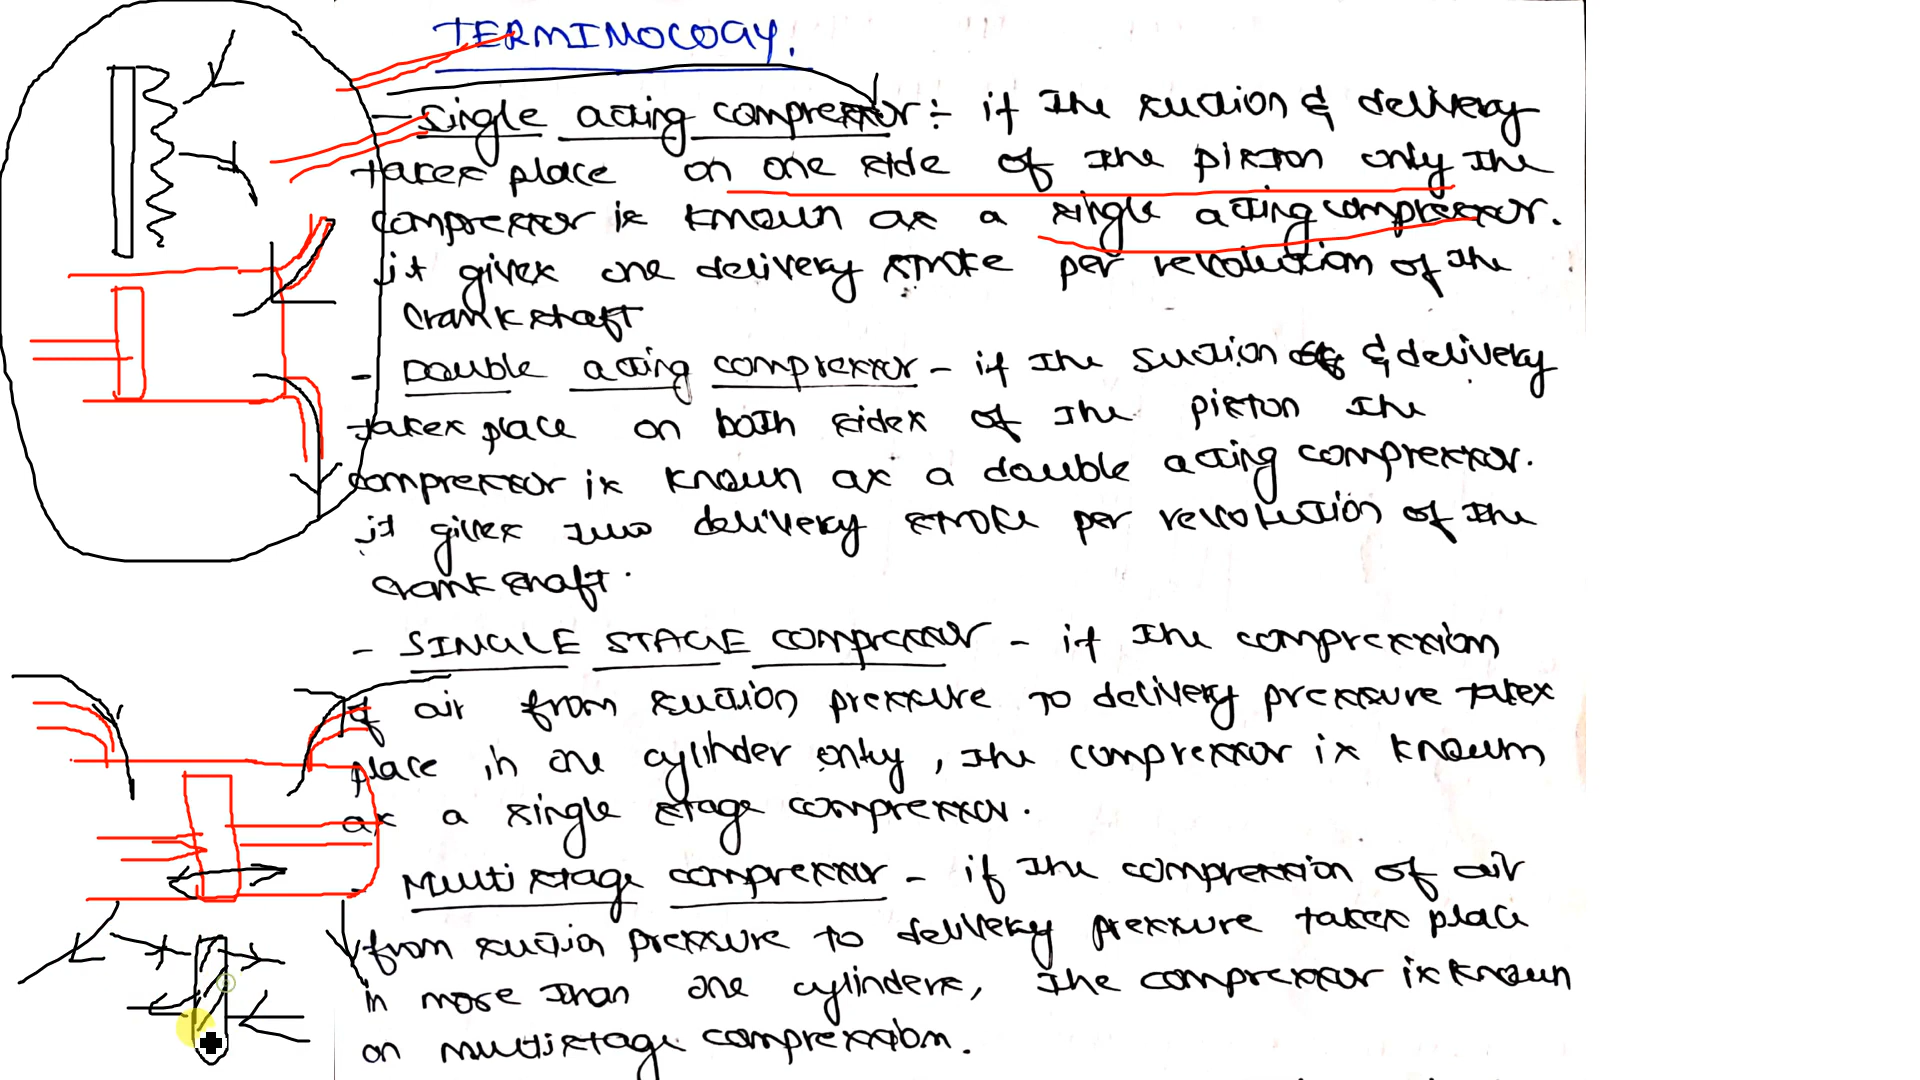 TERMINOLOGY.
- single acting compressor :- if the suction & delivery
takes place on one side of the piston only the
compressor is known as a single acting compressor.
it gives one delivery stroke per revolution of the
crank shaft
- Double acting compressor - if the suction & delivery
takes place on both sides of the piston the
compressor is known as a double acting compressor.
it gives two delivery stroke per revolution of the
crank shaft.
- SINGLE STAGE compressor - if the compression
of air from suction pressure to delivery pressure takes
place in one cylinder only, the compressor is known
as a single stage compressor.
- Multistage compressor - if the compression of air
from suction pressure to delivery pressure takes place
in more than one cylinders, the compressor is known
on multistage compression.